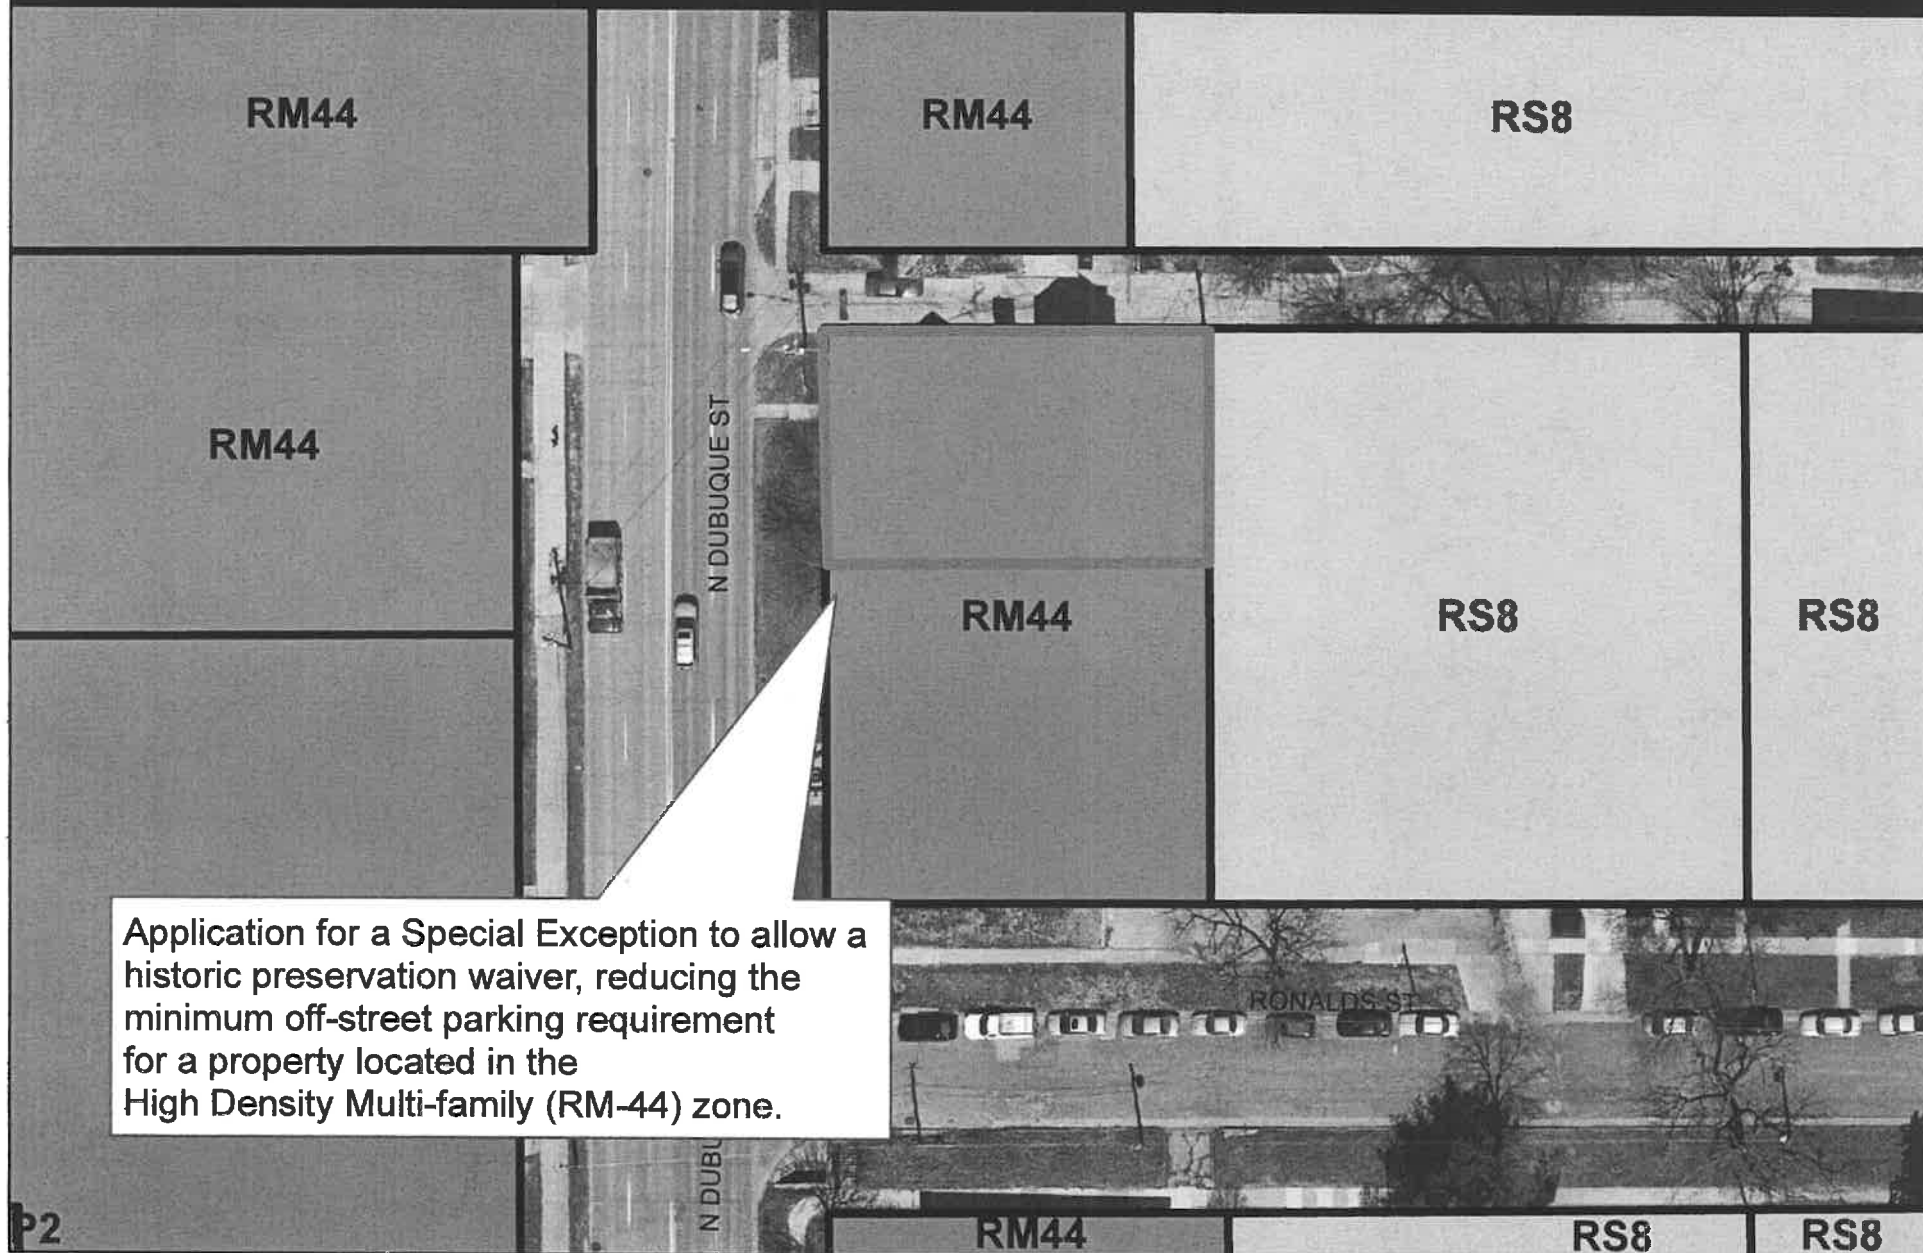 RM44
RM44
RS8
RM44
N DUBUQUE ST
RM44
RS8
RS8
Application for a Special Exception to allow a
historic preservation waiver, reducing the
minimum off-street parking requirement
for a property located in the
High Density Multi-family (RM-44) zone.
RONALDS ST
N DUBU
P2
RM44
RS8
RS8